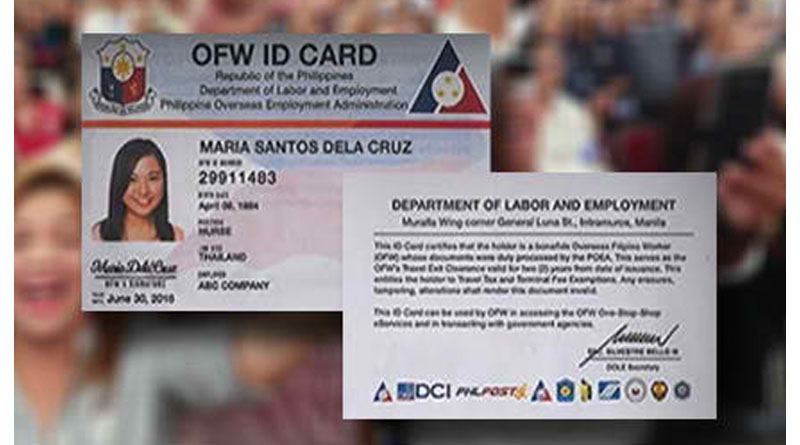 OFW ID CARD
Republic of the Philippines
Department of Labor and Employment
Philippine Overseas Employment Administration
MARIA SANTOS DELA CRUZ
OFW ID NUMBER
29911483
BIRTH DATE
April 08, 1984
POSITION
NURSE
JOB SITE
THAILAND
EMPLOYER
ABC COMPANY
Maria DelaCruz
OFW'S SIGNATURE
June 30, 2018
DEPARTMENT OF LABOR AND EMPLOYMENT
Muralla Wing corner General Luna St., Intramuros, Manila
This ID Card certifies that the holder is a bonafide Overseas Filipino Worker
(OFW) whose documents were duly processed by the POEA. This serves as the
OFW's Travel Exit Clearance valid for two (2) years from date of issuance. This
entitles the holder to Travel Tax and Terminal Fee Exemptions. Any erasures,
tampering, alterations shall render this document invalid.
This ID Card can be used by OFW in accessing the OFW One-Stop-Shop
eServices and in transacting with government agencies.
SILVESTRE BELLO III
DOLE Secretary
DCI PHLPOST